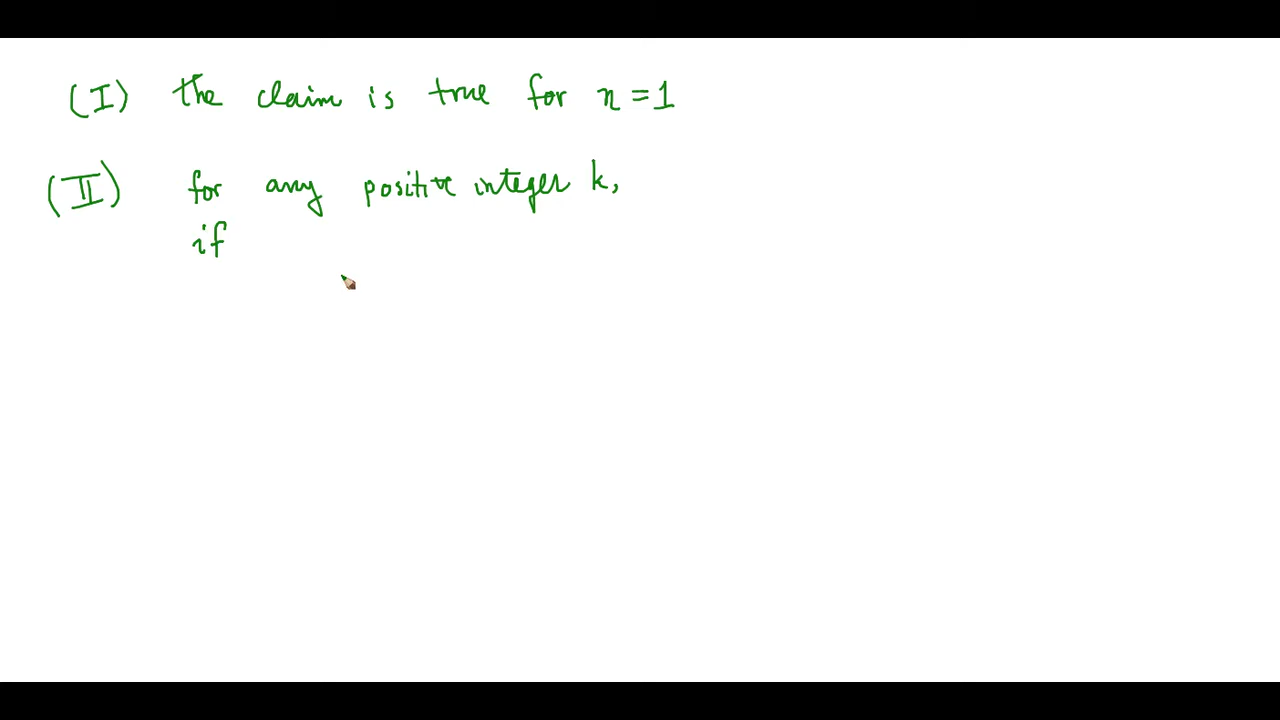 (I) the claim is true for n = 1
(II) for any positive integer k,
if